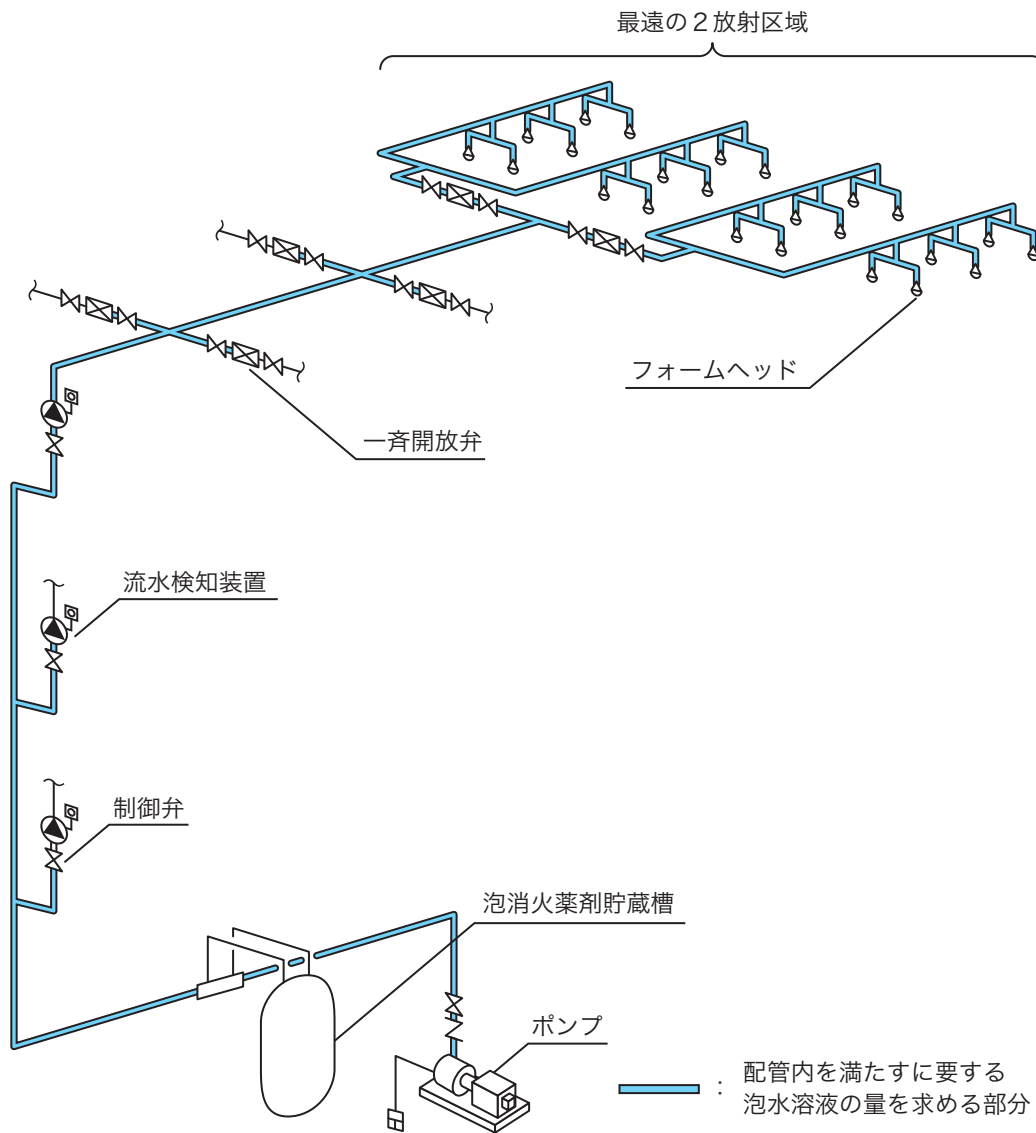 最遠の２放射区域
フォームヘッド
一斉開放弁
流水検知装置
制御弁
泡消火薬剤貯蔵槽
ポンプ
： 配管内を満たすに要する
泡水溶液の量を求める部分